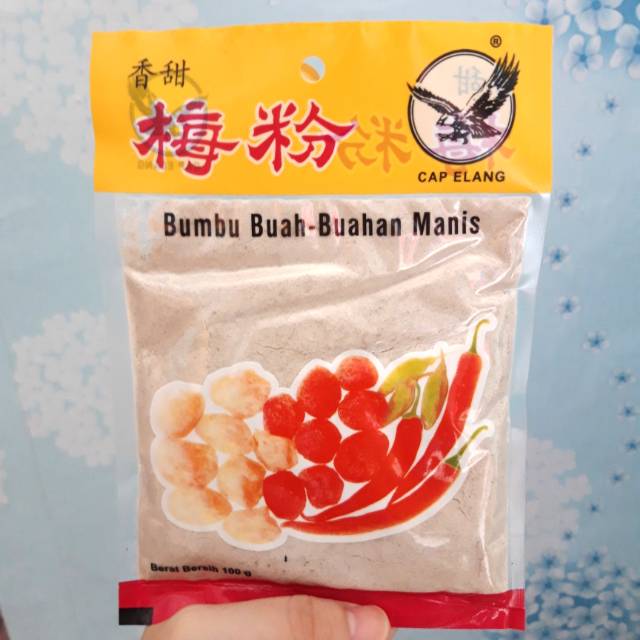 香甜
梅粉
®
CAP ELANG
Bumbu Buah-Buahan Manis
Berat Bersih 100 g